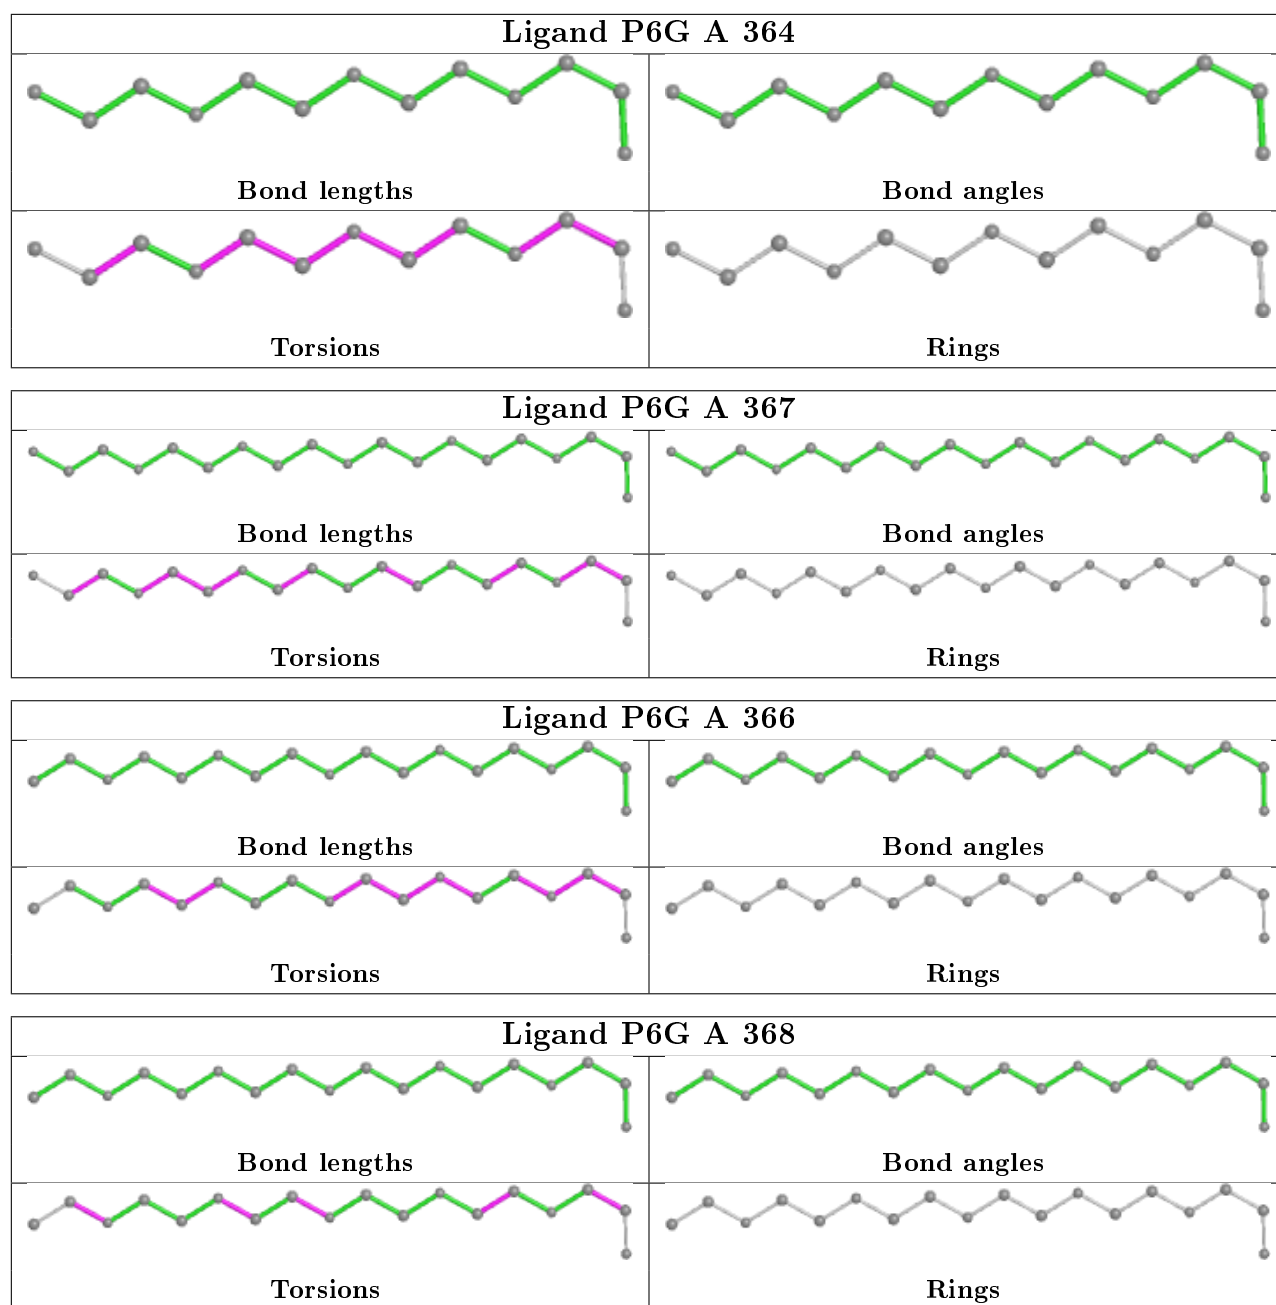 Ligand P6G A 364
Bond lengths
Bond angles
Torsions
Rings
Ligand P6G A 367
Bond lengths
Bond angles
Torsions
Rings
Ligand P6G A 366
Bond lengths
Bond angles
Torsions
Rings
Ligand P6G A 368
Bond lengths
Bond angles
Torsions
Rings